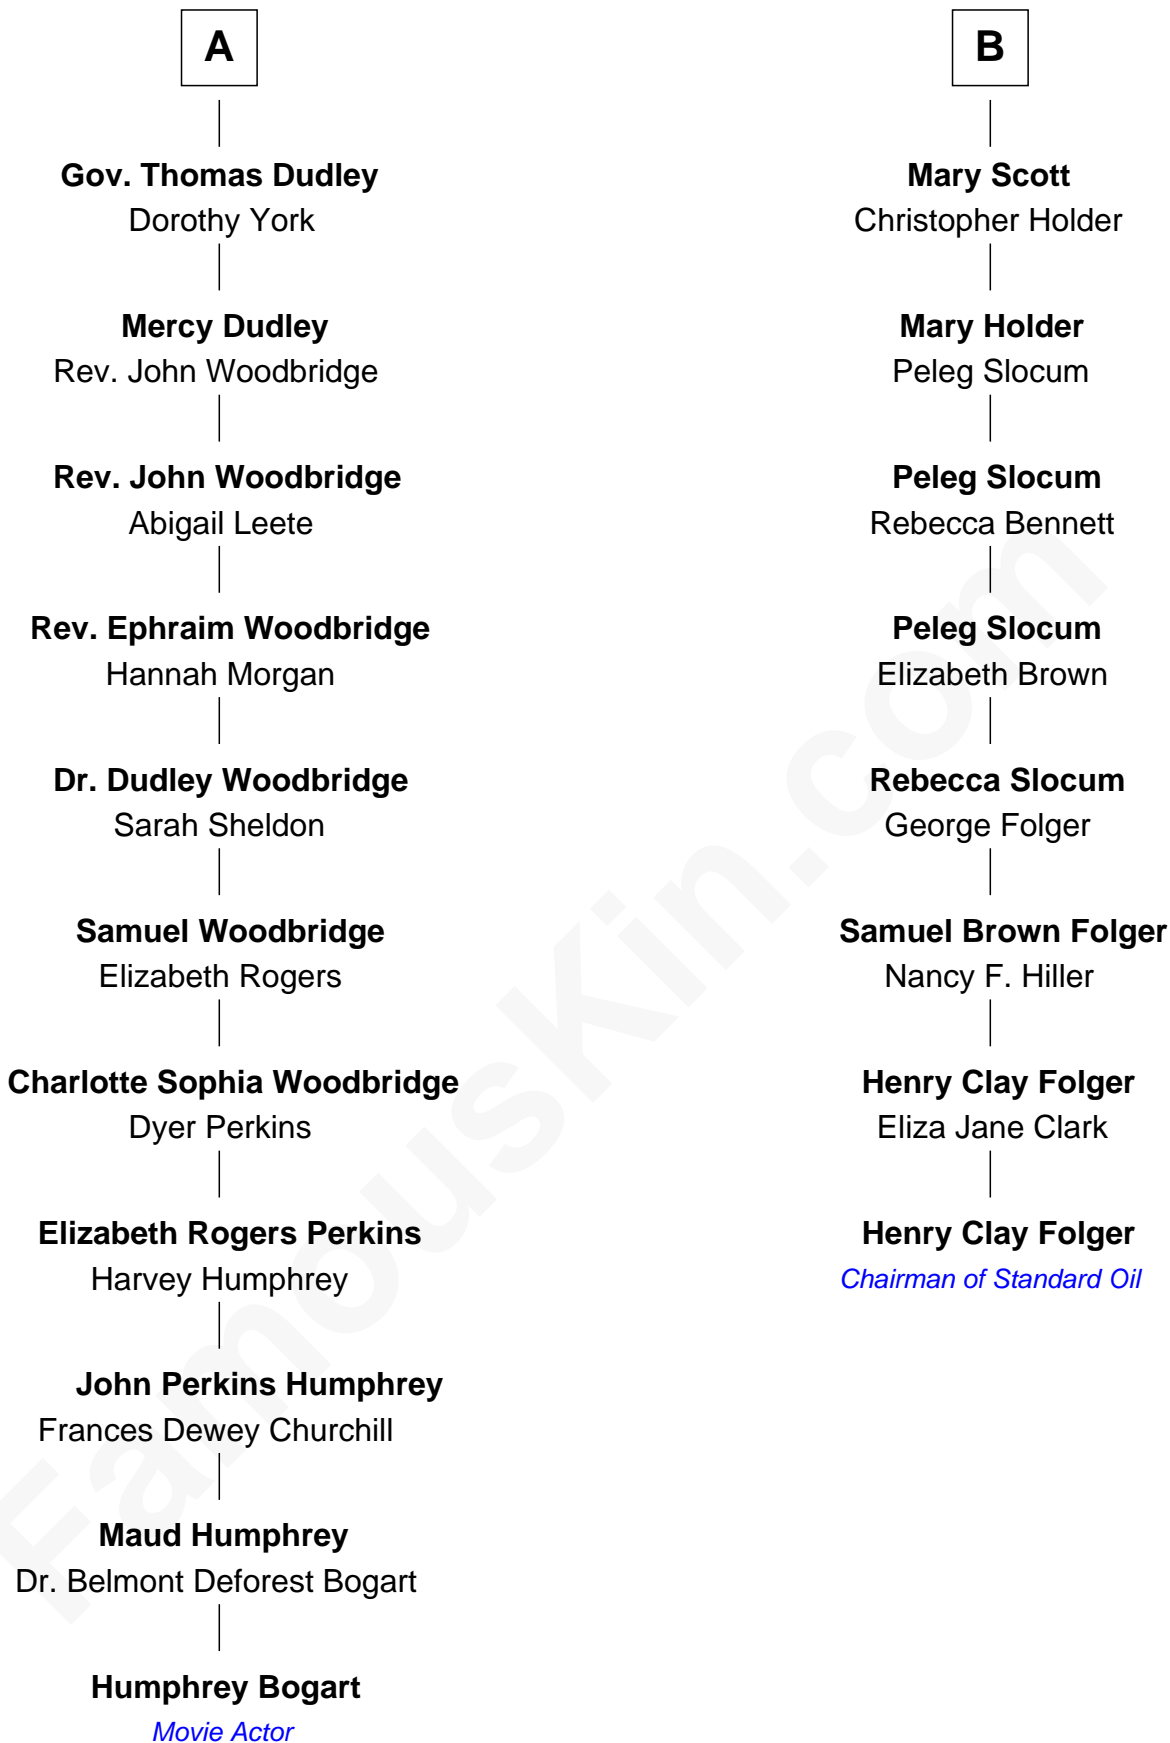 A
Gov. Thomas Dudley
Dorothy York
Mercy Dudley
Rev. John Woodbridge
Rev. John Woodbridge
Abigail Leete
Rev. Ephraim Woodbridge
Hannah Morgan
Dr. Dudley Woodbridge
Sarah Sheldon
Samuel Woodbridge
Elizabeth Rogers
Charlotte Sophia Woodbridge
Dyer Perkins
Elizabeth Rogers Perkins
Harvey Humphrey
John Perkins Humphrey
Frances Dewey Churchill
Maud Humphrey
Dr. Belmont Deforest Bogart
Humphrey Bogart
Movie Actor
B
Mary Scott
Christopher Holder
Mary Holder
Peleg Slocum
Peleg Slocum
Rebecca Bennett
Peleg Slocum
Elizabeth Brown
Rebecca Slocum
George Folger
Samuel Brown Folger
Nancy F. Hiller
Henry Clay Folger
Eliza Jane Clark
Henry Clay Folger
Chairman of Standard Oil
FamousKin.com